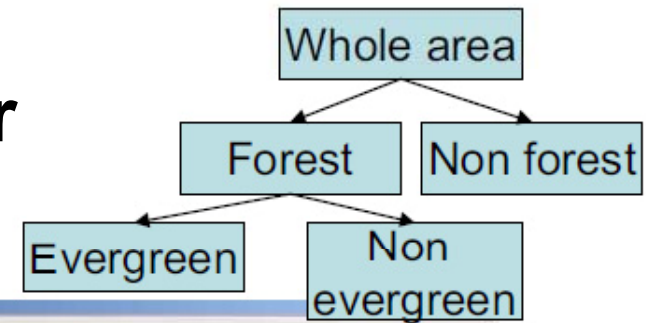 Whole area
r
Forest
Non forest
Evergreen
Non
evergreen